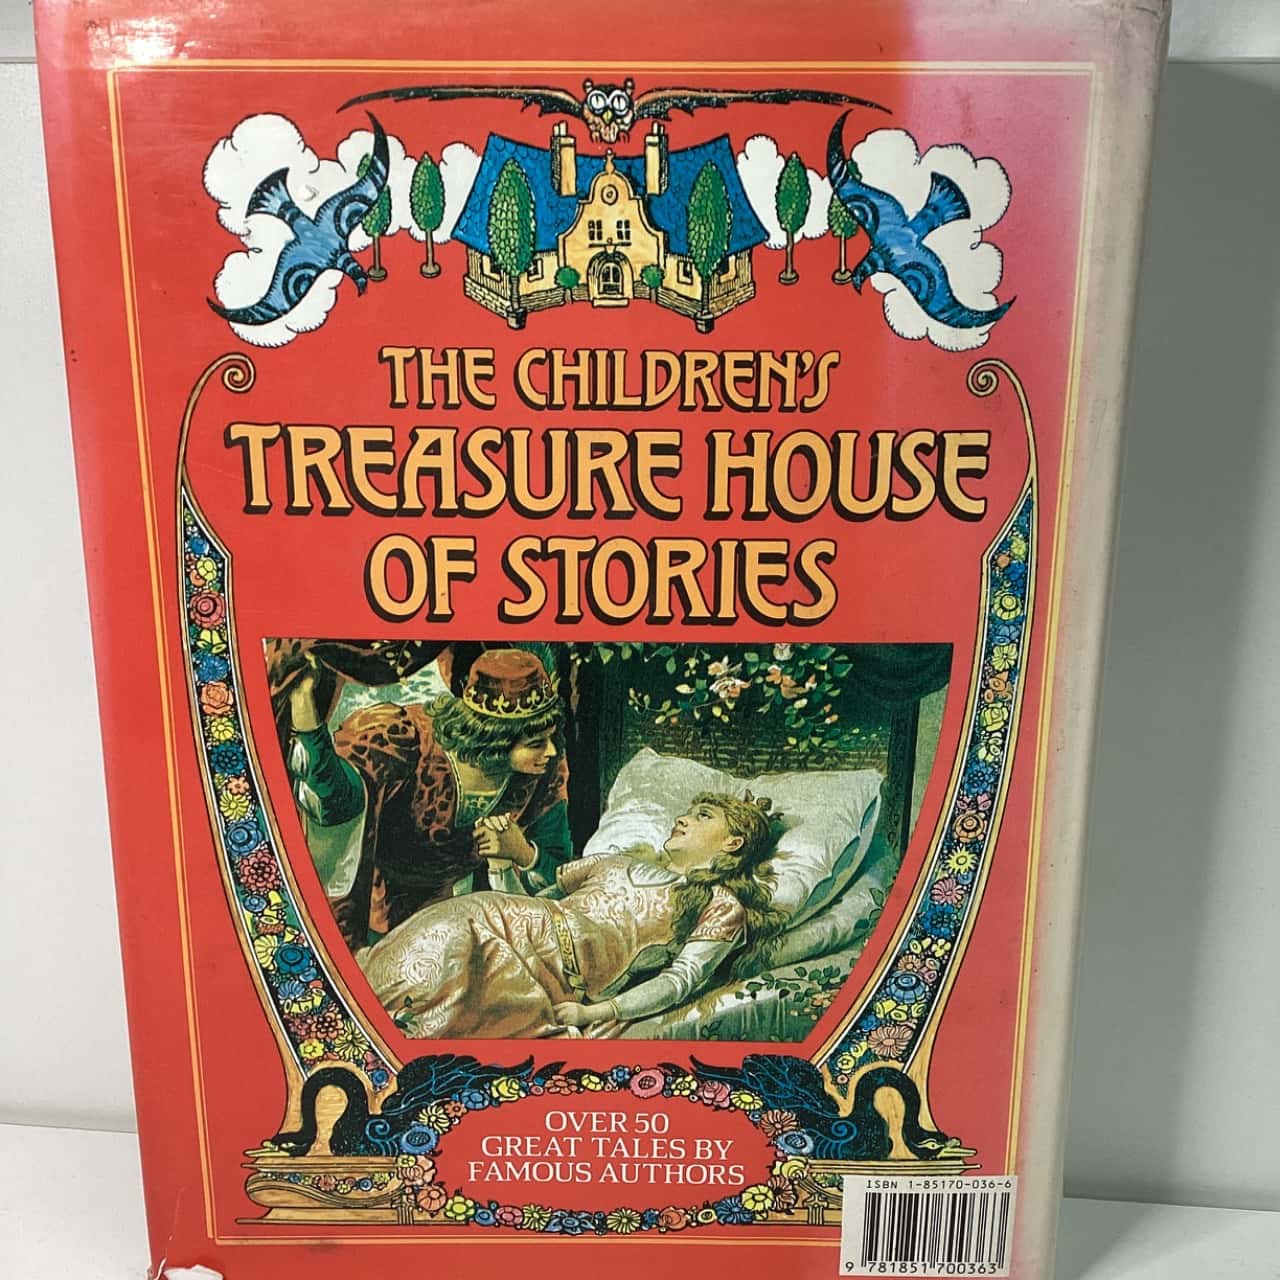 THE CHILDREN'S
TREASURE HOUSE
OF STORIES
OVER 50
GREAT TALES BY
FAMOUS AUTHORS
ISBN 1-85170-036-6
9 781851 700363